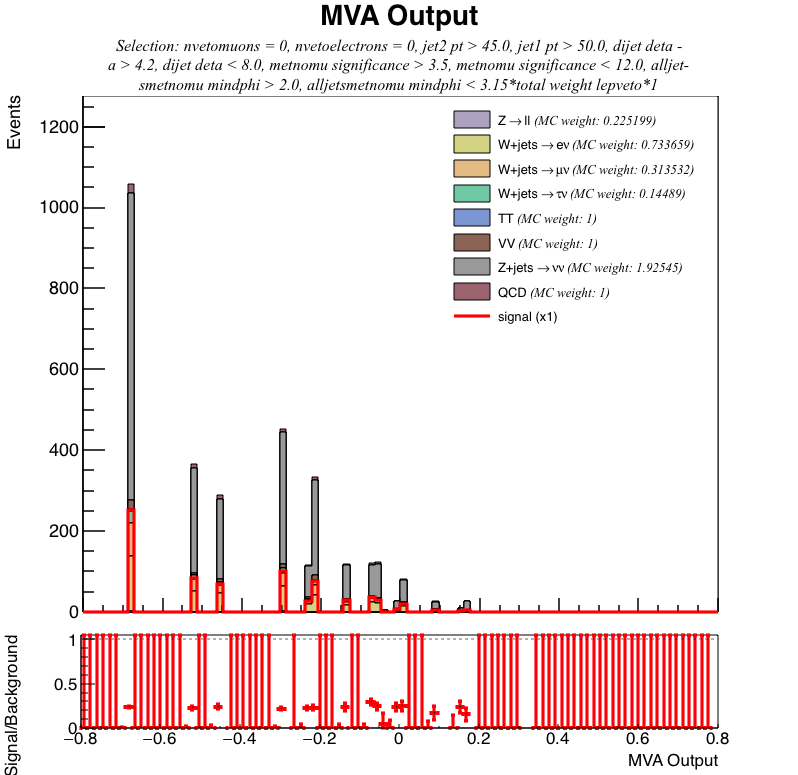 MVA Output
Selection: nvetomuons = 0, nvetoelectrons = 0, jet2 pt > 45.0, jet1 pt > 50.0, dijet deta -
a > 4.2, dijet deta < 8.0, metnomu significance > 3.5, metnomu significance < 12.0, alljet-
smetnomu mindphi > 2.0, alljetsmetnomu mindphi < 3.15*total weight lepveto*1
Events
1200
1000
800
600
400
200
0
Z→ll (MC weight: 0.225199)
W+jets→eν (MC weight: 0.733659)
W+jets→μν (MC weight: 0.313532)
W+jets→τν (MC weight: 0.14489)
TT (MC weight: 1)
VV (MC weight: 1)
Z+jets→νν (MC weight: 1.92545)
QCD (MC weight: 1)
signal (x1)
Signal/Background
1
0.5
0
−0.8 −0.6 −0.4 −0.2 0 0.2 0.4 0.6 0.8
MVA Output